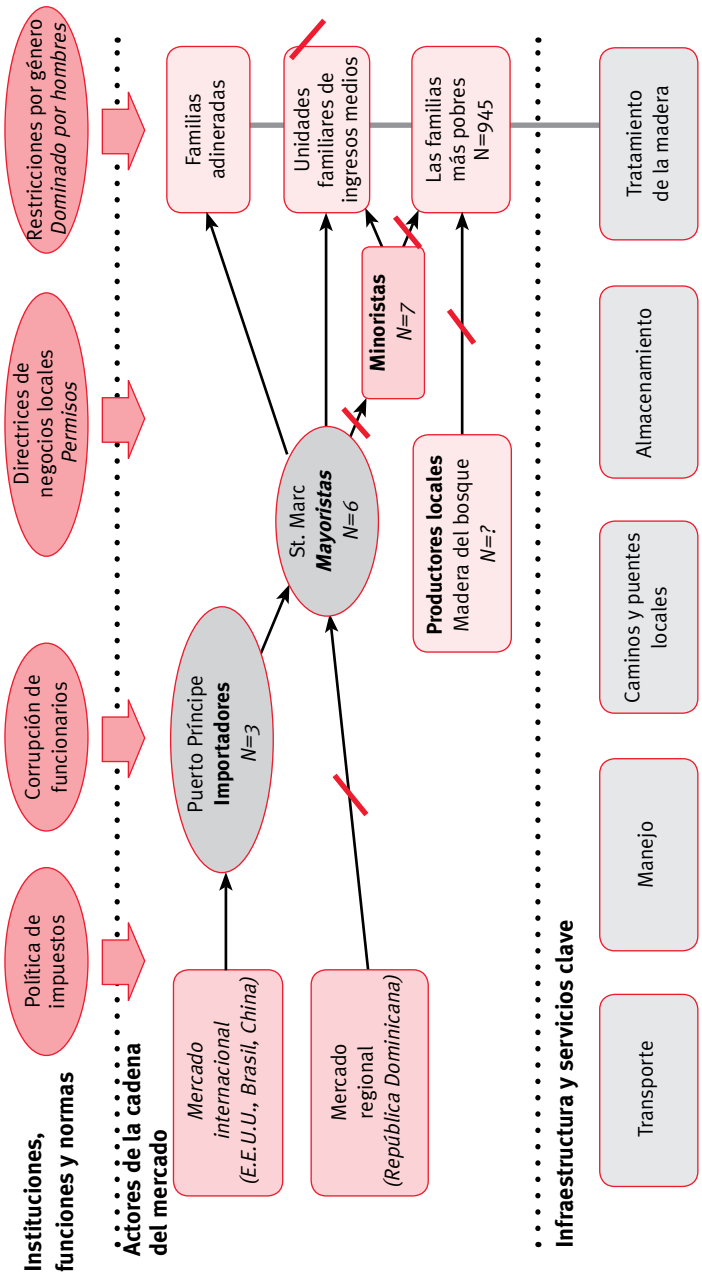 Instituciones,
funciones y normas
Política de
impuestos
Corrupción de
funcionarios
Directrices de
negocios locales
Permisos
Restricciones por género
Dominado por hombres
Actores de la cadena
del mercado
Mercado
internacional
(E.E.U.U., Brasil, China)
Mercado
regional
(República Dominicana)
Puerto Príncipe
Importadores
N=3
St. Marc
Mayoristas
N=6
Productores locales
Madera del bosque
N=?
Minoristas
N=7
Familias
adineradas
Unidades
familiares de
ingresos medios
Las familias
más pobres
N=945
Infraestructura y servicios clave
Transporte
Manejo
Caminos y puentes
locales
Almacenamiento
Tratamiento
de la madera